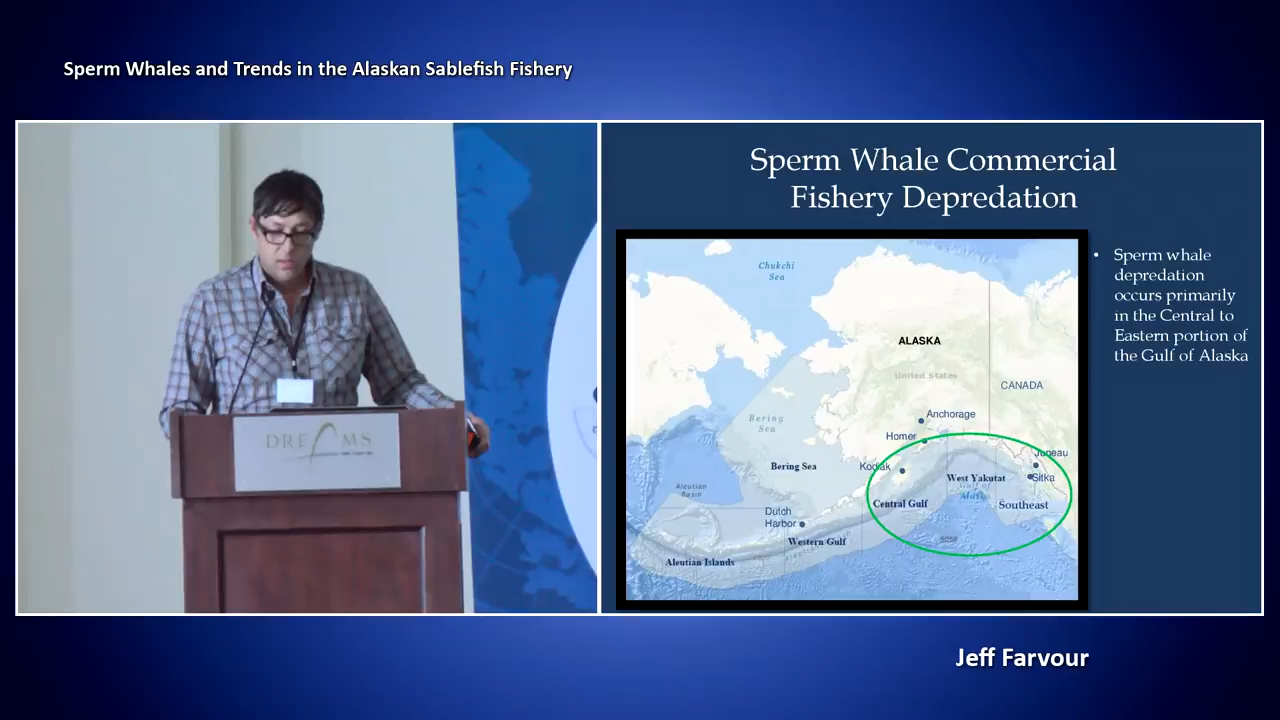 Sperm Whales and Trends in the Alaskan Sablefish Fishery
DREAMS
Sperm Whale Commercial
Fishery Depredation
Chukchi
Sea
ALASKA
United States
CANADA
Bering
Sea
Anchorage
Homer
Juneau
Bering Sea
Kodiak
West Yakutat
Sitka
Gulf of
Alaska
Aleutian
Basin
Central Gulf
Southeast
Dutch
Harbor
Western Gulf
Aleutian Islands
• Sperm whale
depredation
occurs primarily
in the Central to
Eastern portion of
the Gulf of Alaska
Jeff Farvour